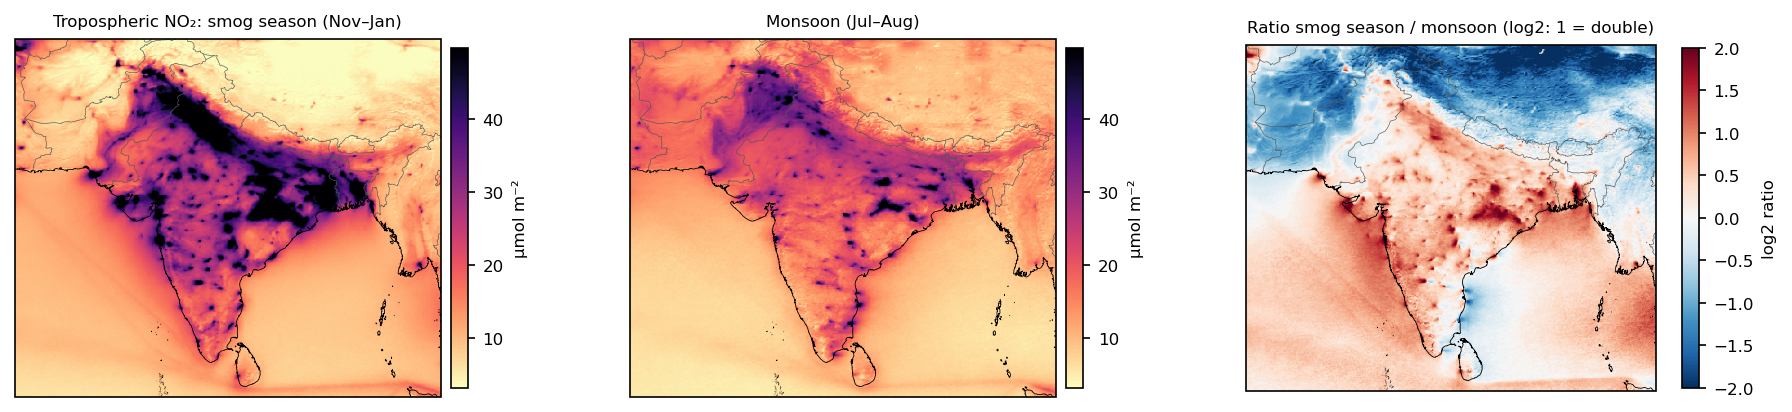 Tropospheric NO₂: smog season (Nov–Jan)
40
30
20
10
μmol m⁻²
Monsoon (Jul–Aug)
40
30
20
10
μmol m⁻²
Ratio smog season / monsoon (log2: 1 = double)
2.0
1.5
1.0
0.5
0.0
−0.5
−1.0
−1.5
−2.0
log2 ratio